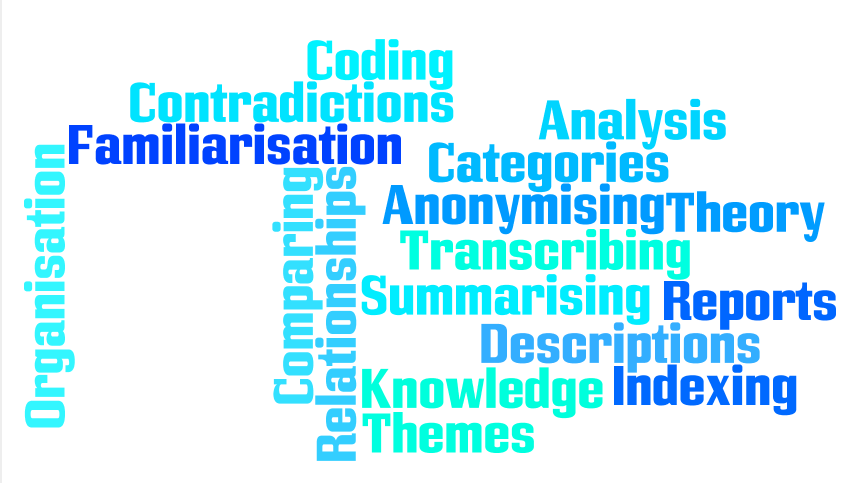 Coding
Contradictions
Analysis
Familiarisation
Categories
Organisation
Comparing
Relationships
Anonymising
Theory
Transcribing
Summarising
Reports
Descriptions
Knowledge
Indexing
Themes